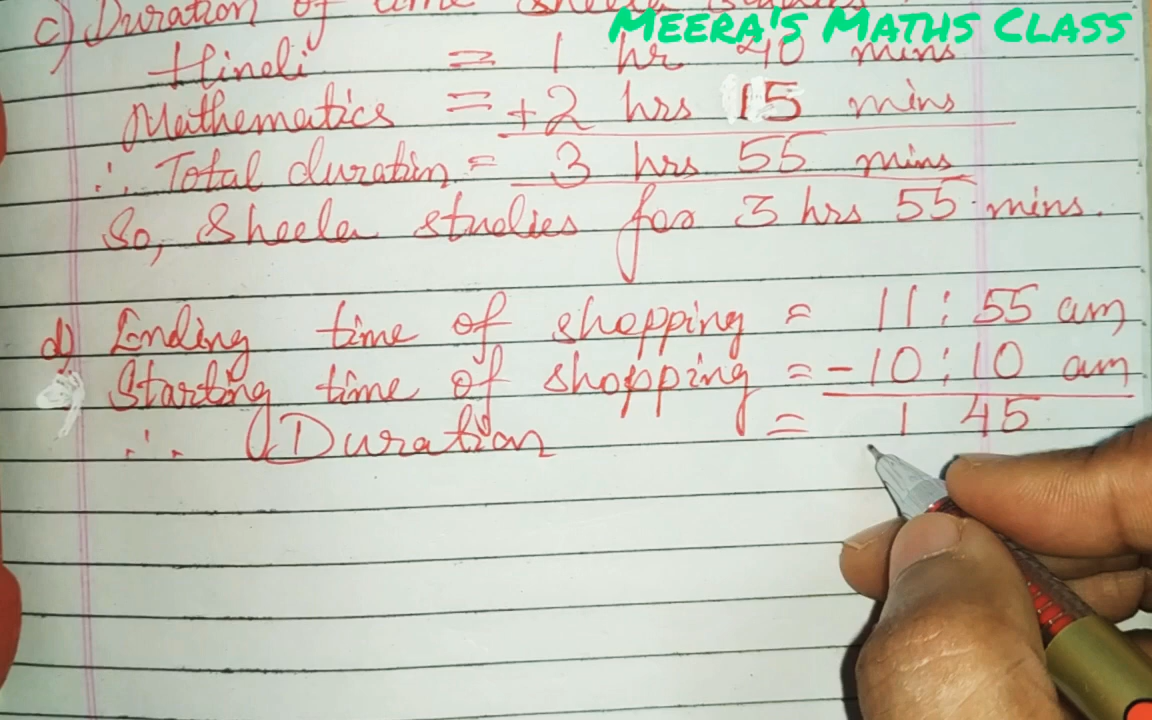 c) Duration of time Sheela
MEERA'S MATHS CLASS
Hindi = 1 hr 40 mins
Mathematics = +2 hrs 15 mins
∴ Total duration = 3 hrs 55 mins
So, Sheela studies for 3 hrs 55 mins.
d) Ending time of shopping = 11:55 am
Starting time of shopping = -10:10 am
∴ Duration = 1 45